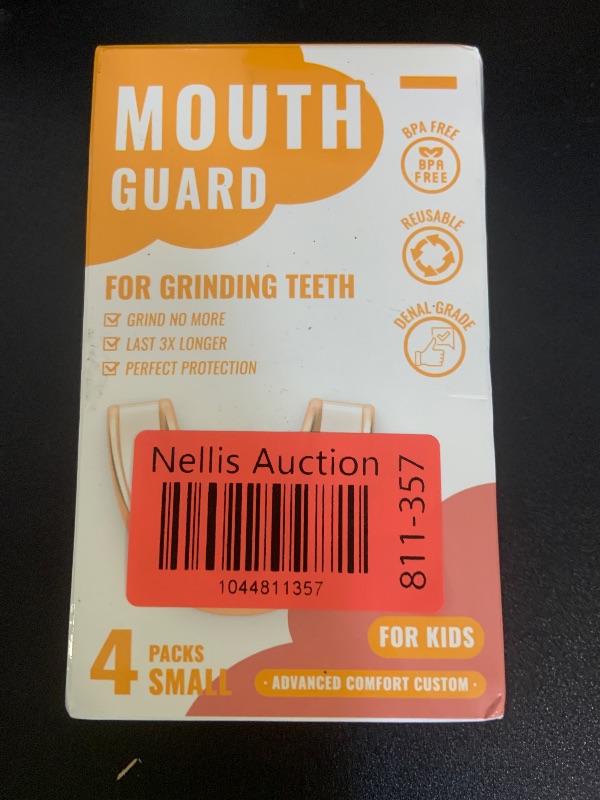 MOUTH
GUARD
BPA FREE
BPA
FREE
REUSABLE
DENAL-GRADE
FOR GRINDING TEETH
GRIND NO MORE
LAST 3X LONGER
PERFECT PROTECTION
Nellis Auction
1044811357
811-357
4 PACKS
SMALL
FOR KIDS
· ADVANCED COMFORT CUSTOM ·